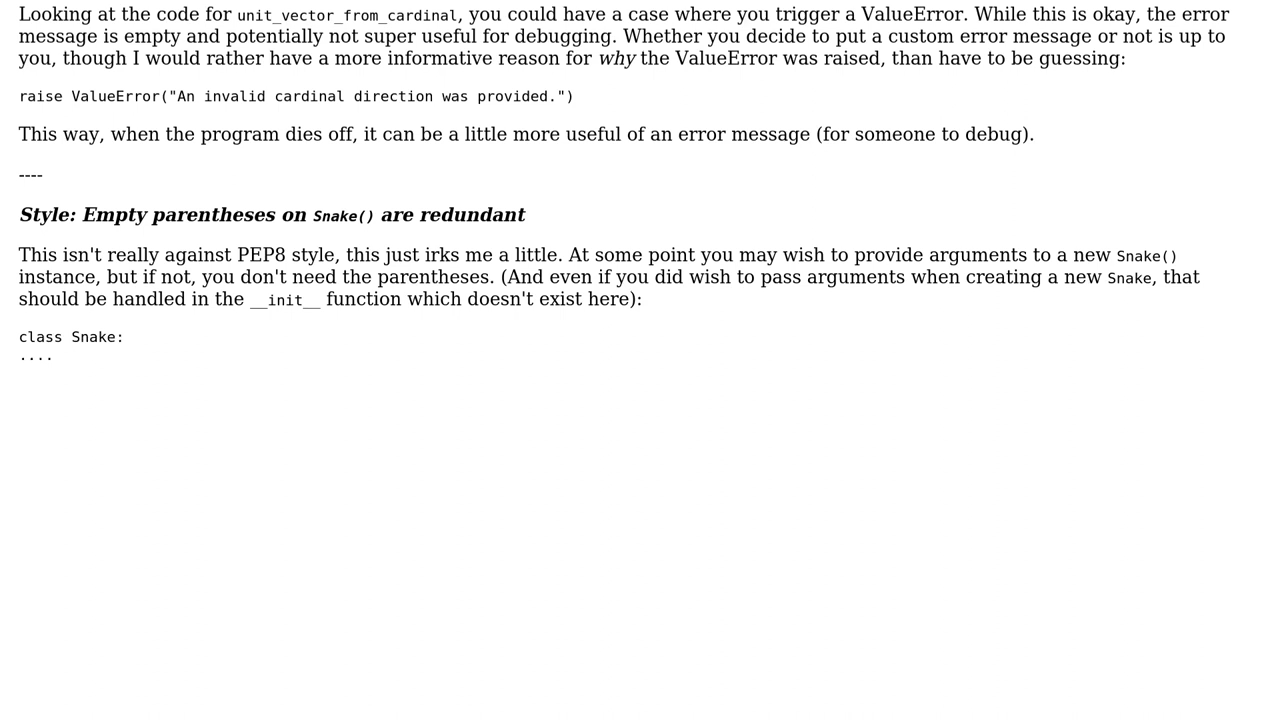 Looking at the code for unit_vector_from_cardinal, you could have a case where you trigger a ValueError. While this is okay, the error
message is empty and potentially not super useful for debugging. Whether you decide to put a custom error message or not is up to
you, though I would rather have a more informative reason for why the ValueError was raised, than have to be guessing:
raise ValueError("An invalid cardinal direction was provided.")
This way, when the program dies off, it can be a little more useful of an error message (for someone to debug).
----
Style: Empty parentheses on Snake() are redundant
This isn't really against PEP8 style, this just irks me a little. At some point you may wish to provide arguments to a new Snake()
instance, but if not, you don't need the parentheses. (And even if you did wish to pass arguments when creating a new Snake, that
should be handled in the __init__ function which doesn't exist here):
class Snake:
....